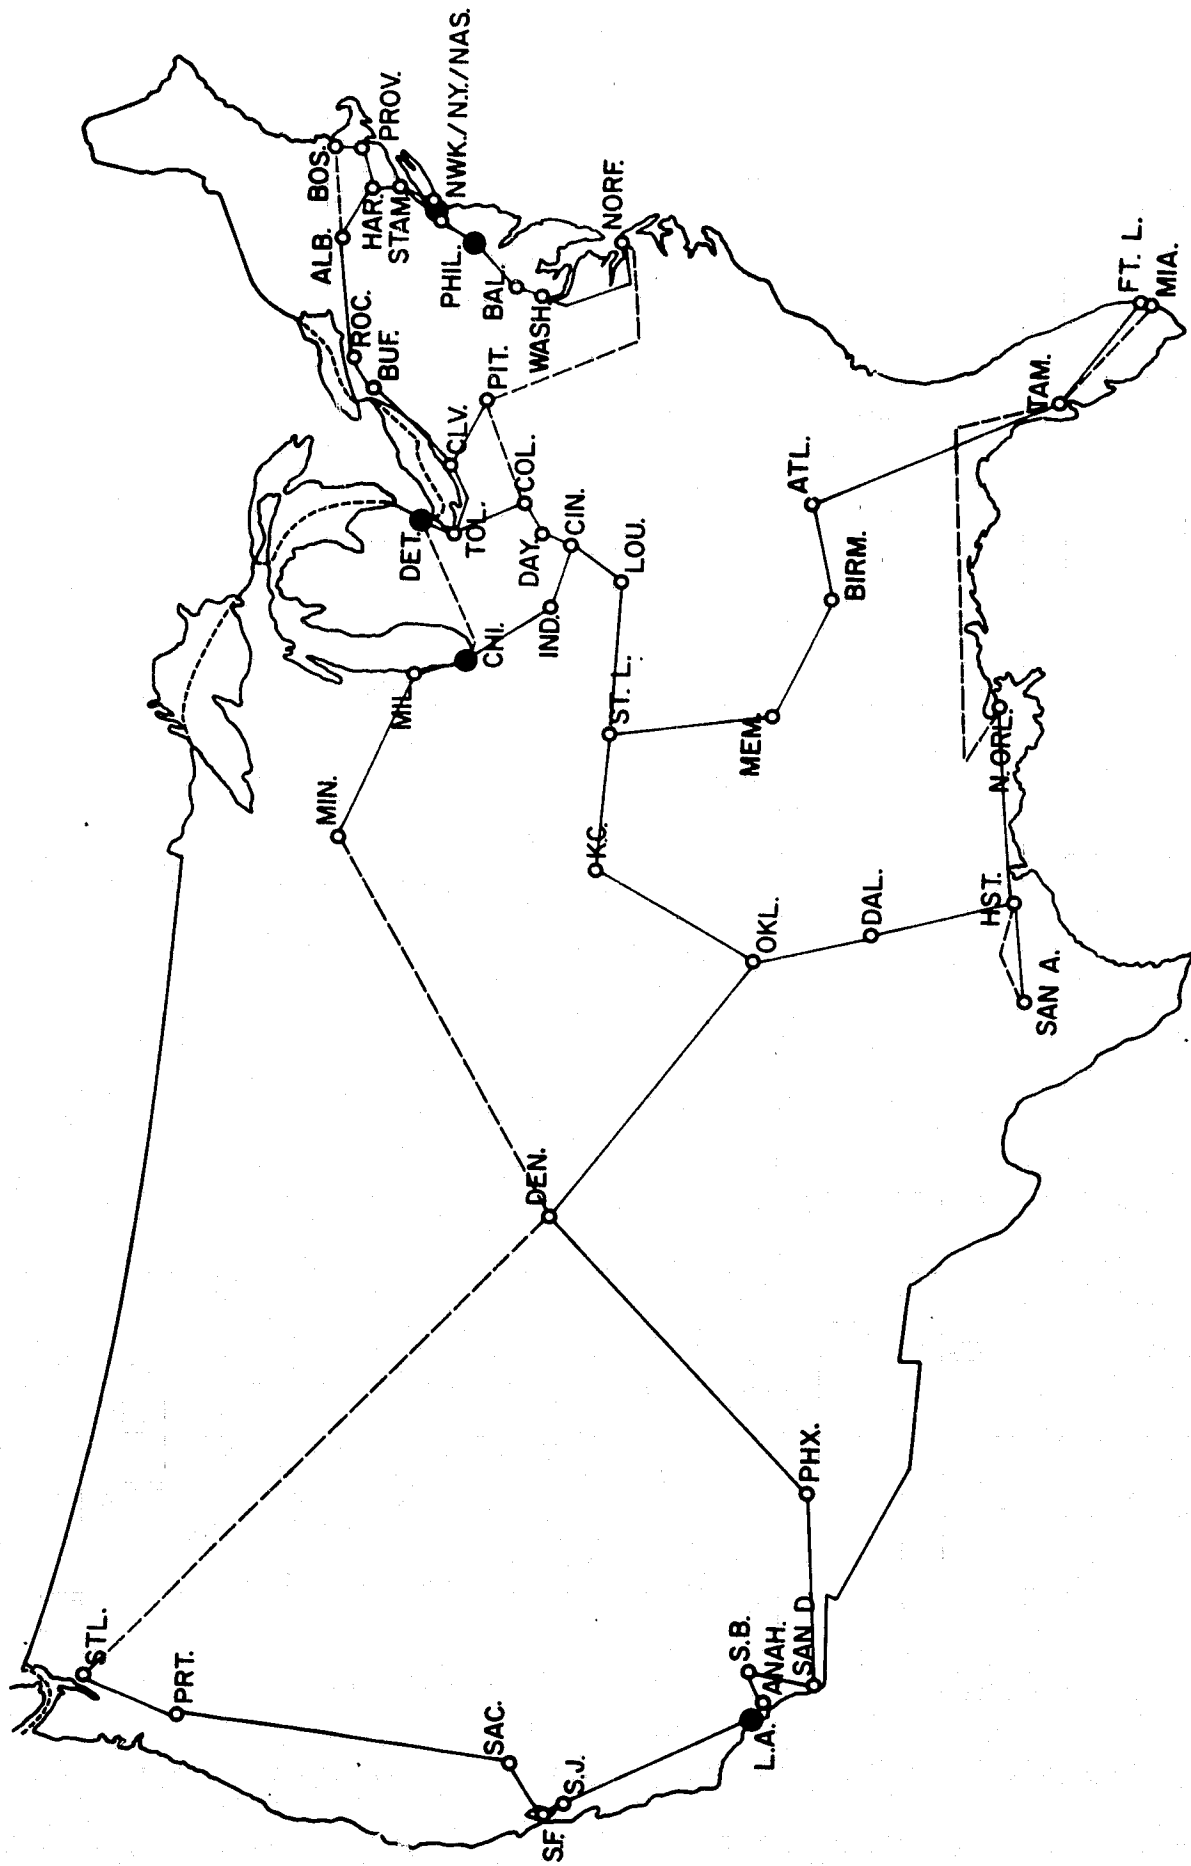 STL.
PRT.
SAC.
S.F.
S.J.
L.A.
ANAH.
S.B.
SAN D.
PHX.
DEN.
SAN A.
HST.
DAL.
OKL.
K.C.
N.ORL.
MEM.
ST. L.
MIN.
MIL.
CHI.
IND.
LOU.
BIRM.
ATL.
CIN.
DAY.
COL.
TOL.
DET.
CLV.
PIT.
BUF.
ROC.
ALB.
BOS.
PROV.
HAR.
STAM.
NWK./N.Y./NAS.
PHIL.
BAL.
WASH.
NORF.
TAM.
FT. L.
MIA.